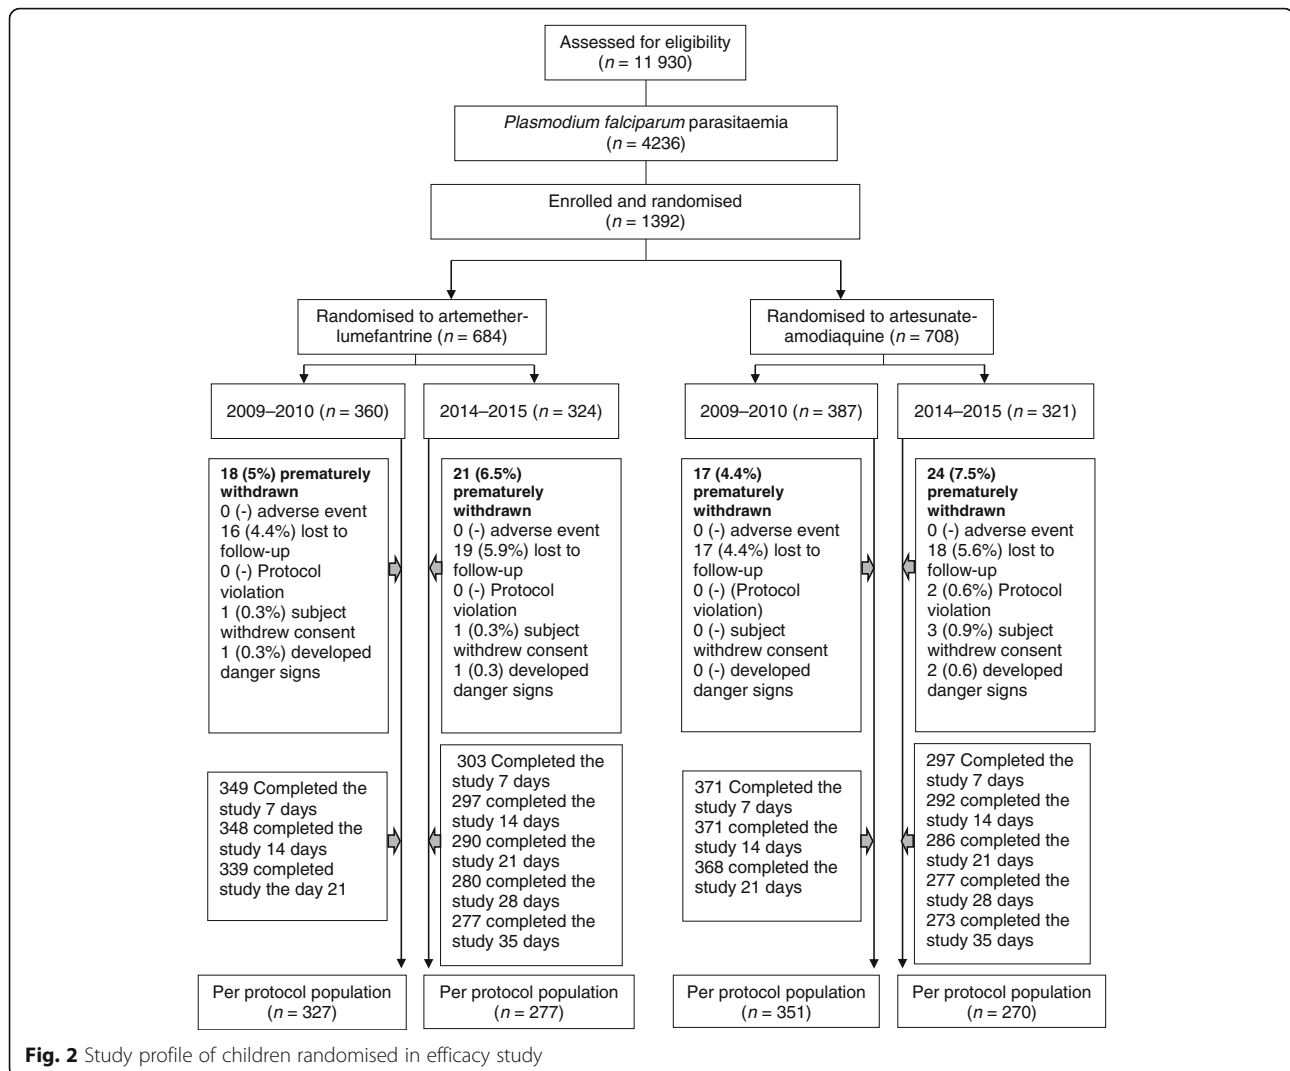 Assessed for eligibility
(n = 11 930)
Plasmodium falciparum parasitaemia
(n = 4236)
Enrolled and randomised
(n = 1392)
Randomised to artemether-
lumefantrine (n = 684)
Randomised to artesunate-
amodiaquine (n = 708)
2009–2010 (n = 360)
2014–2015 (n = 324)
2009–2010 (n = 387)
2014–2015 (n = 321)
18 (5%) prematurely
withdrawn
0 (-) adverse event
16 (4.4%) lost to
follow-up
0 (-) Protocol
violation
1 (0.3%) subject
withdrew consent
1 (0.3%) developed
danger signs
21 (6.5%)
prematurely
withdrawn
0 (-) adverse event
19 (5.9%) lost to
follow-up
0 (-) Protocol
violation
1 (0.3%) subject
withdrew consent
1 (0.3) developed
danger signs
17 (4.4%)
prematurely
withdrawn
0 (-) adverse event
17 (4.4%) lost to
follow-up
0 (-) (Protocol
violation)
0 (-) subject
withdrew consent
0 (-) developed
danger signs
24 (7.5%)
prematurely
withdrawn
0 (-) adverse event
18 (5.6%) lost to
follow-up
2 (0.6%) Protocol
violation
3 (0.9%) subject
withdrew consent
2 (0.6) developed
danger signs
349 Completed the
study 7 days
348 completed the
study 14 days
339 completed
study the day 21
303 Completed the
study 7 days
297 completed the
study 14 days
290 completed the
study 21 days
280 completed the
study 28 days
277 completed the
study 35 days
371 Completed the
study 7 days
371 completed the
study 14 days
368 completed the
study 21 days
297 Completed the
study 7 days
292 completed the
study 14 days
286 completed the
study 21 days
277 completed the
study 28 days
273 completed the
study 35 days
Per protocol population
(n = 327)
Per protocol population
(n = 277)
Per protocol population
(n = 351)
Per protocol population
(n = 270)
Fig. 2 Study profile of children randomised in efficacy study